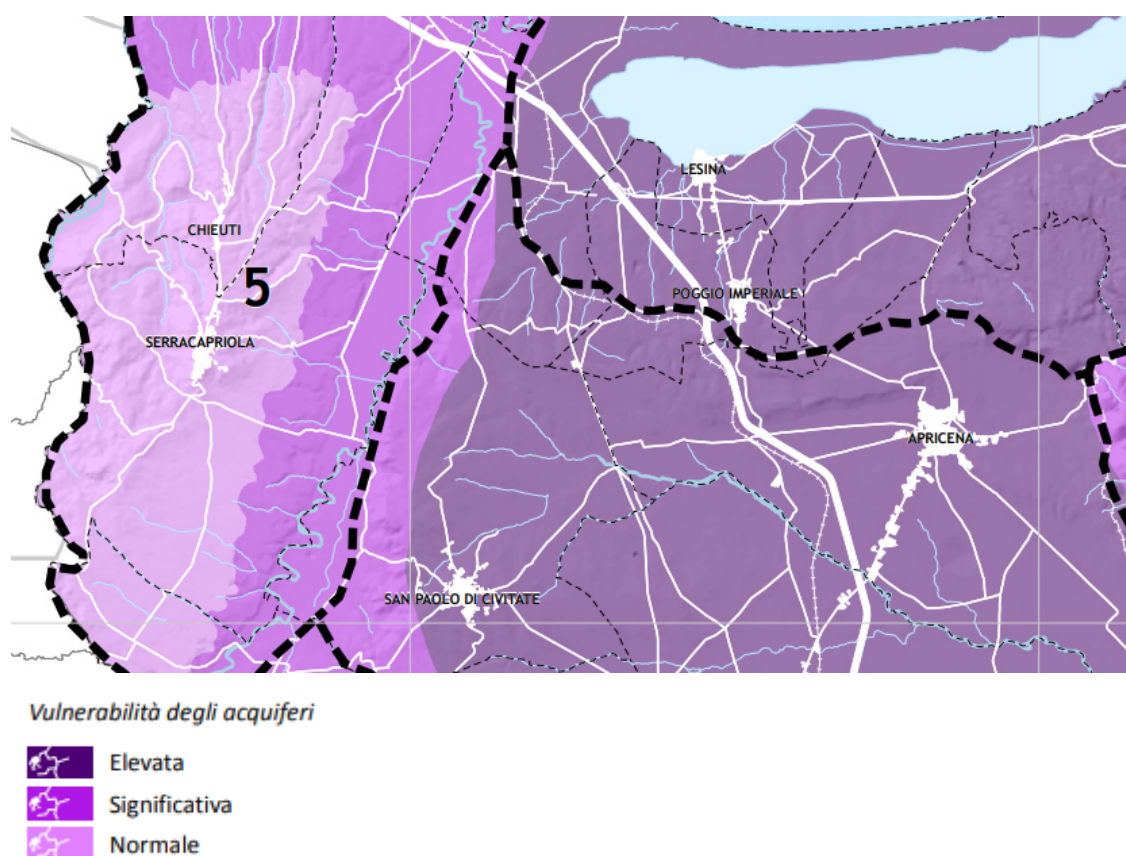 LESINA
CHIEUTI
5
POGGIO IMPERIALE
SERRACAPRIOLA
APRICENA
SAN PAOLO DI CIVITATE
Vulnerabilità degli acquiferi
Elevata
Significativa
Normale